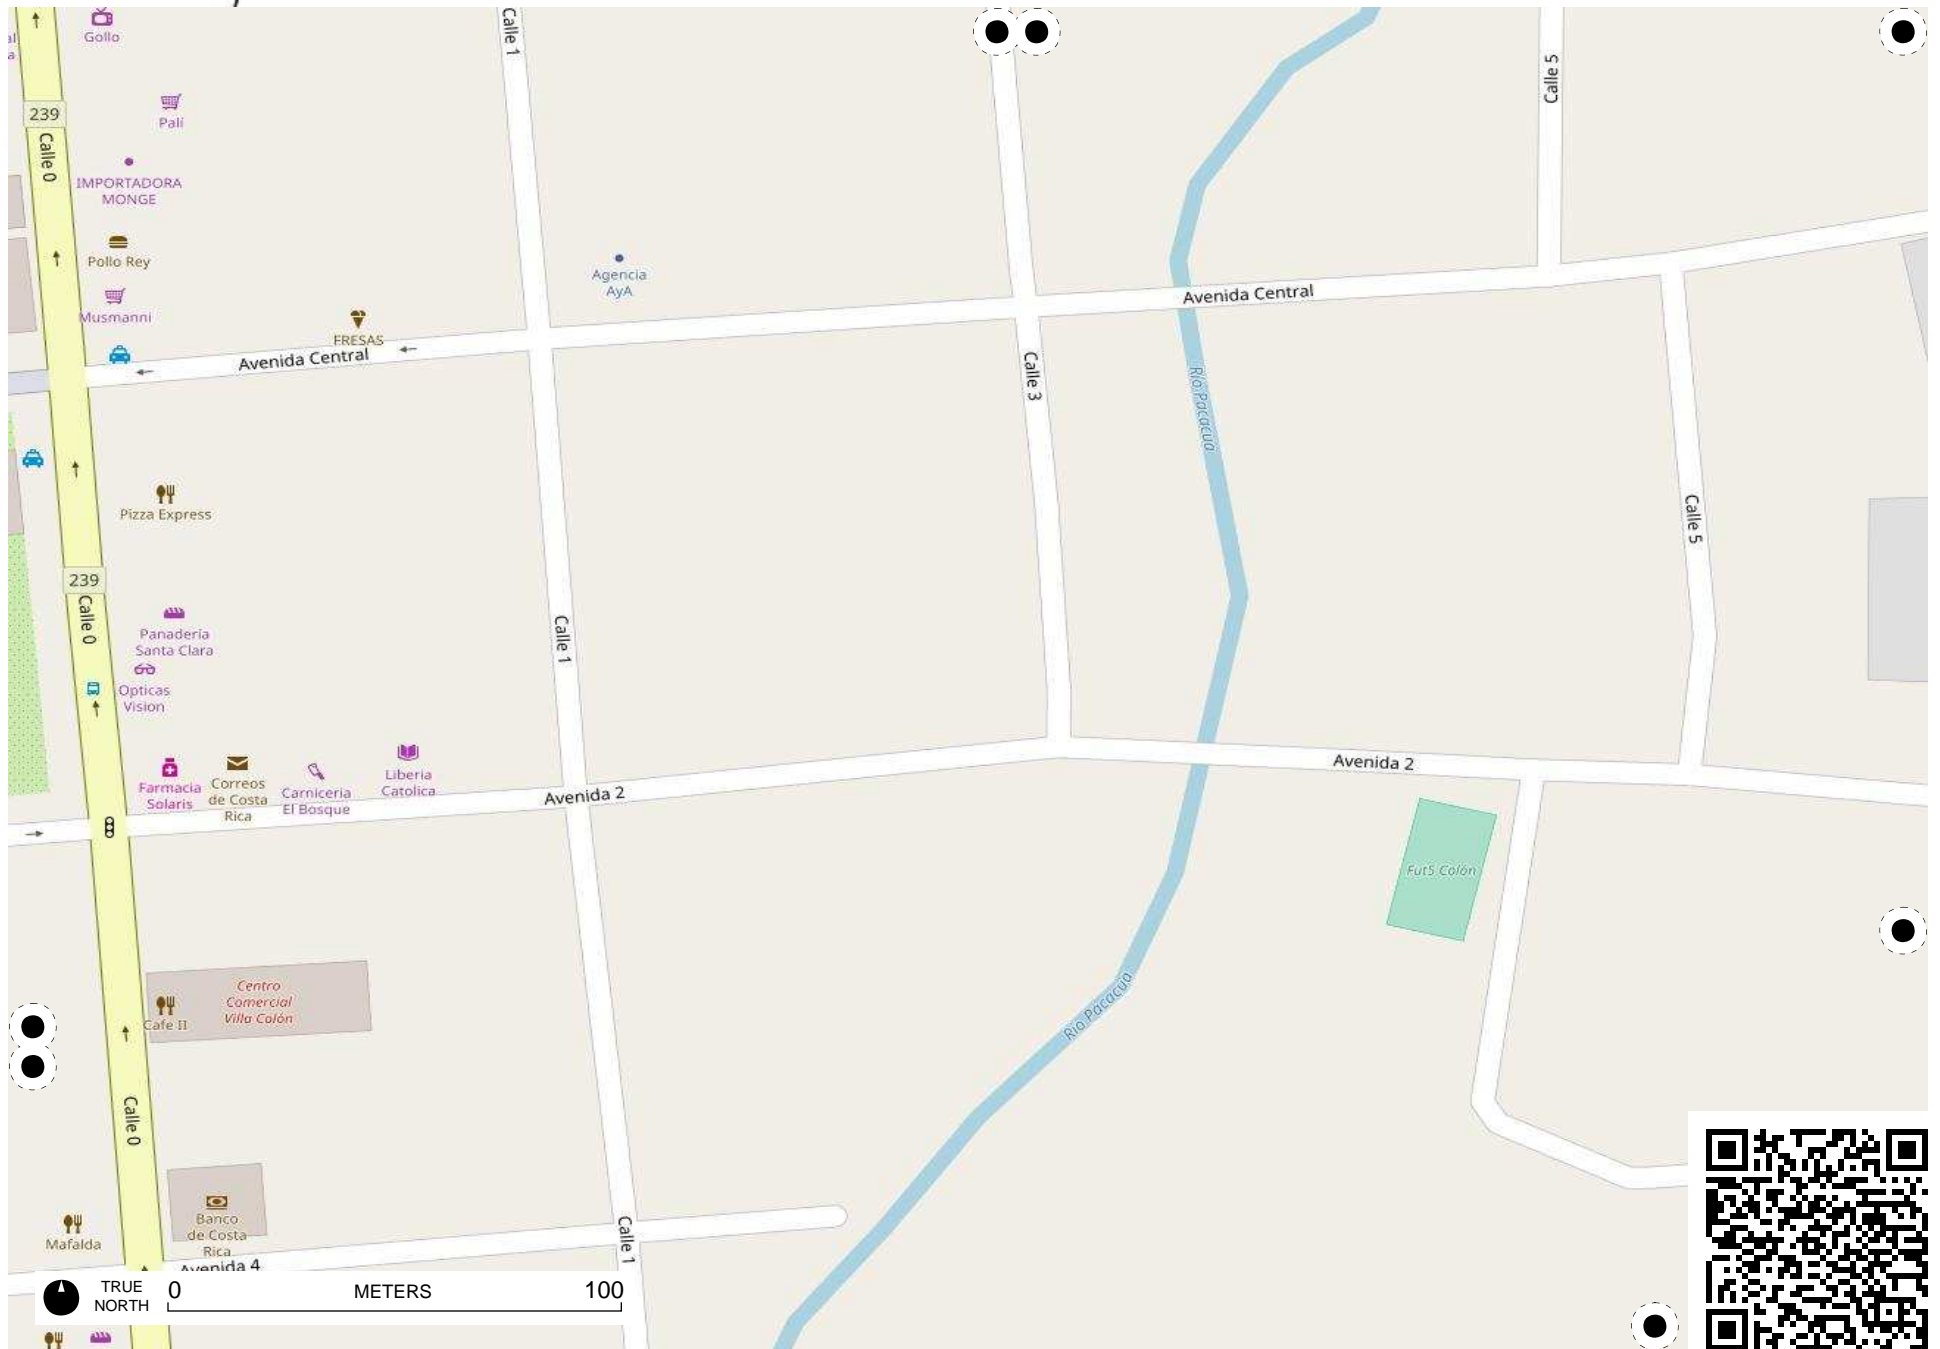 Gollo
Calle 1
Calle 5
239
Palí
Calle 0
IMPORTADORA
MONGE
Pollo Rey
Agencia
AyA
Musmanni
Avenida Central
FRESAS
Avenida Central
Calle 3
Río Pacacua
Pizza Express
Calle 5
239
Calle 0
Panadería
Santa Clara
Calle 1
Opticas
Vision
Avenida 2
Farmacia
Solaris
Correos
de Costa
Rica
Carniceria
El Bosque
Liberia
Catolica
Avenida 2
Fut5 Colón
Centro
Comercial
Villa Colón
Cafe II
Río Pacacua
Calle 0
Banco
de Costa
Rica
Mafalda
Calle 1
Avenida 4
TRUE
NORTH
0 METERS 100